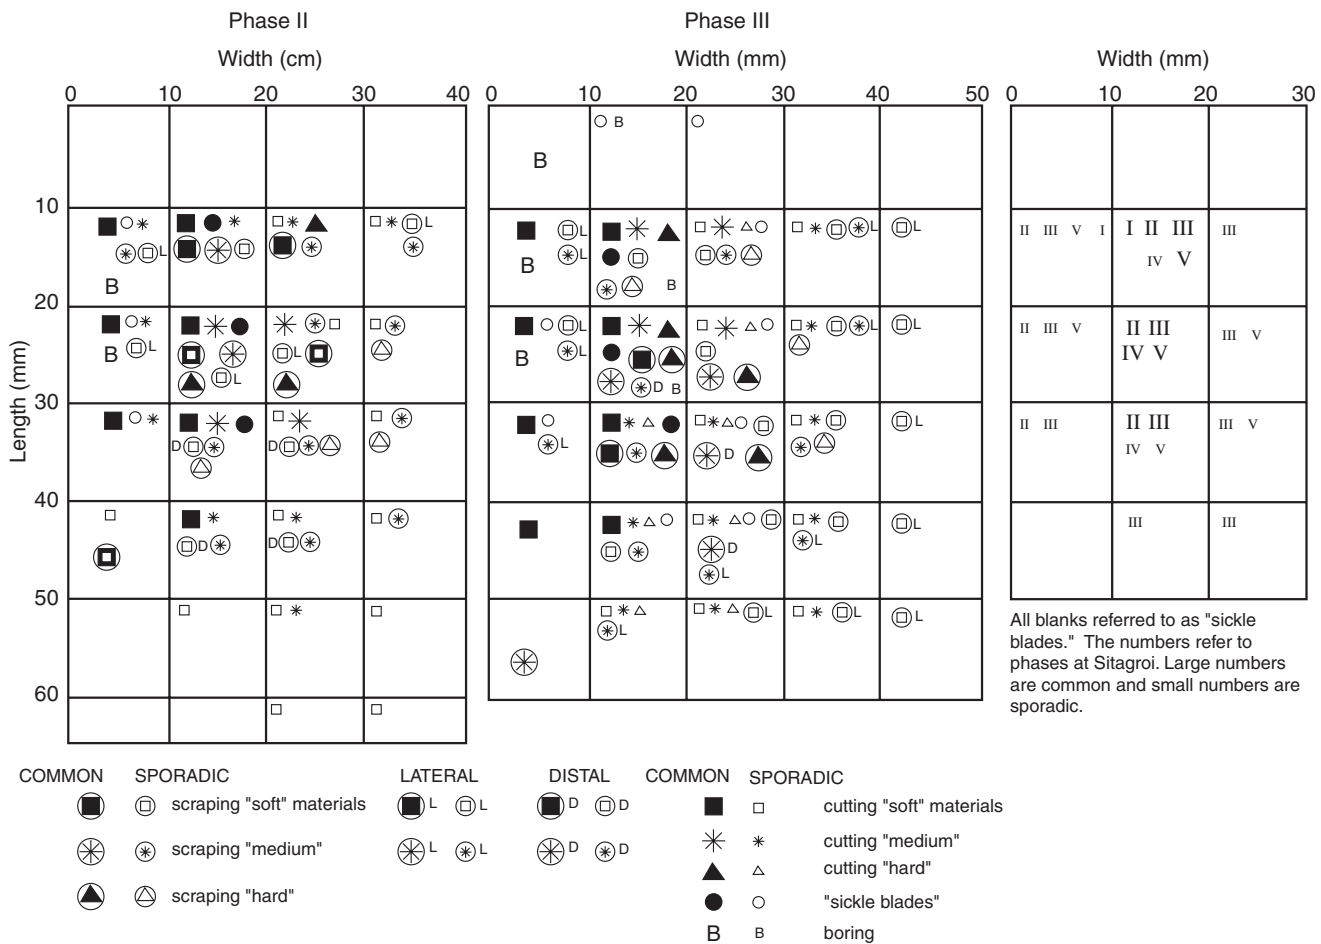 Phase II Phase III
Width (cm) Width (mm) Width (mm)
0 10 20 30 40 0 10 20 30 40 50 0 10 20 30
B
B
10
L L L L L
II III V I I II III III
L B L
IV V
B B
20
L L L
II III V II III III V
B L L B L
IV V
L D B
Length (mm)
30
II III II III III V
D D L D
IV V
L
40
III III
D D D L L
L
50
L L L
L
60
All blanks referred to as "sickle
blades." The numbers refer to
phases at Sitagroi. Large numbers
are common and small numbers are
sporadic.
COMMON SPORADIC LATERAL DISTAL COMMON SPORADIC
scraping "soft" materials L L D D cutting "soft" materials
scraping "medium" L L D D cutting "medium"
cutting "hard"
scraping "hard" "sickle blades"
B B boring